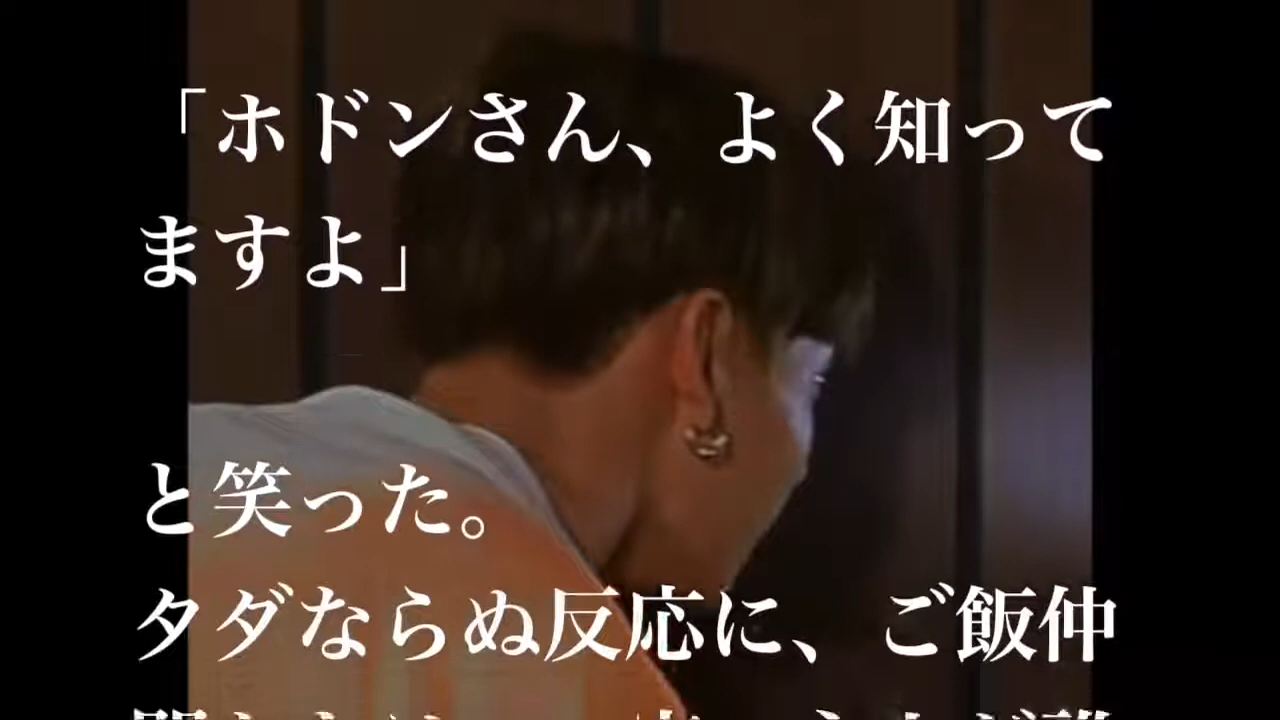 「ホドンさん、よく知って
ますよ」
と笑った。
タダならぬ反応に、ご飯仲